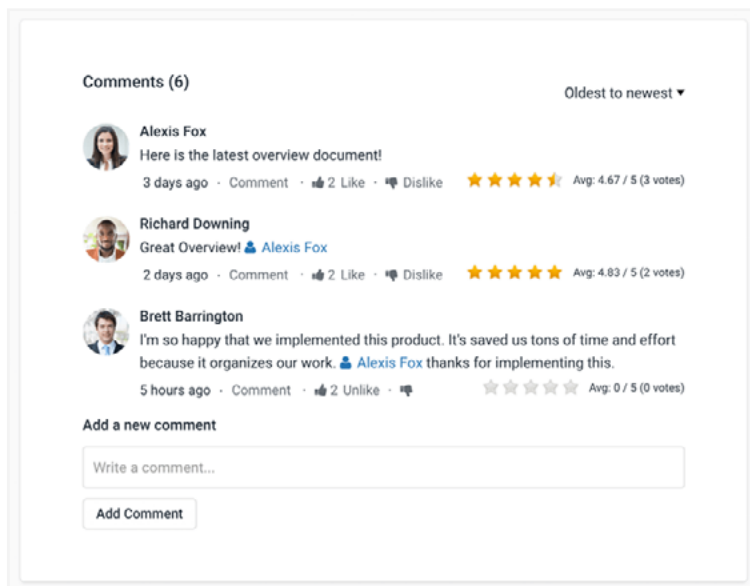 Comments (6)
Oldest to newest
Alexis Fox
Here is the latest overview document!
3 days ago · Comment · 2 Like · Dislike Avg: 4.67 / 5 (3 votes)
Richard Downing
Great Overview! Alexis Fox
2 days ago · Comment · 2 Like · Dislike Avg: 4.83 / 5 (2 votes)
Brett Barrington
I'm so happy that we implemented this product. It's saved us tons of time and effort
because it organizes our work. Alexis Fox thanks for implementing this.
5 hours ago · Comment · 2 Unlike · Avg: 0 / 5 (0 votes)
Add a new comment
Write a comment...
Add Comment